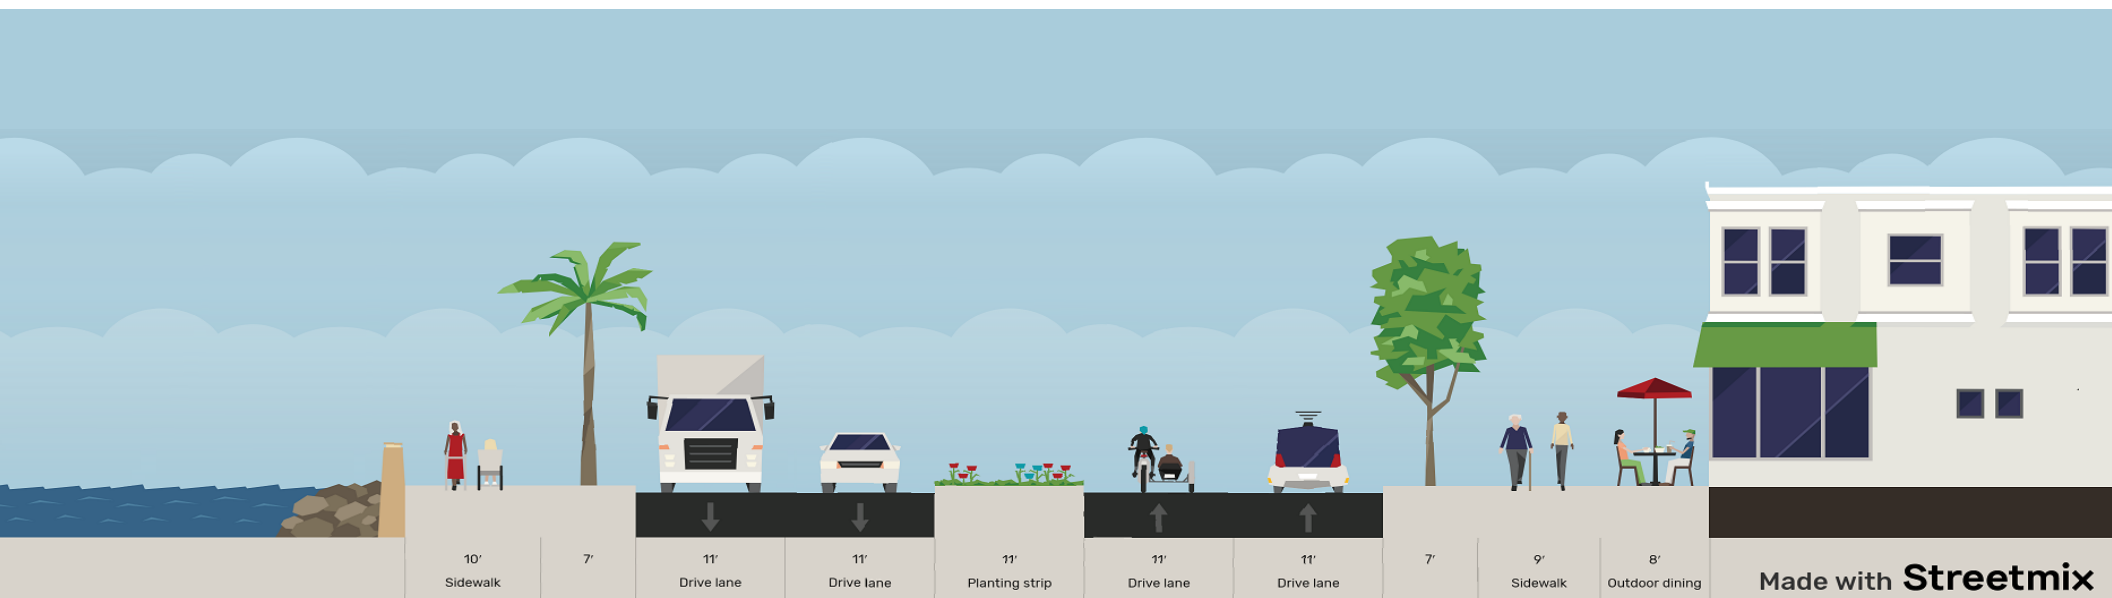 10′
Sidewalk
7′
11′
Drive lane
11′
Drive lane
11′
Planting strip
11′
Drive lane
11′
Drive lane
7′
9′
Sidewalk
8′
Outdoor dining
Made with Streetmix